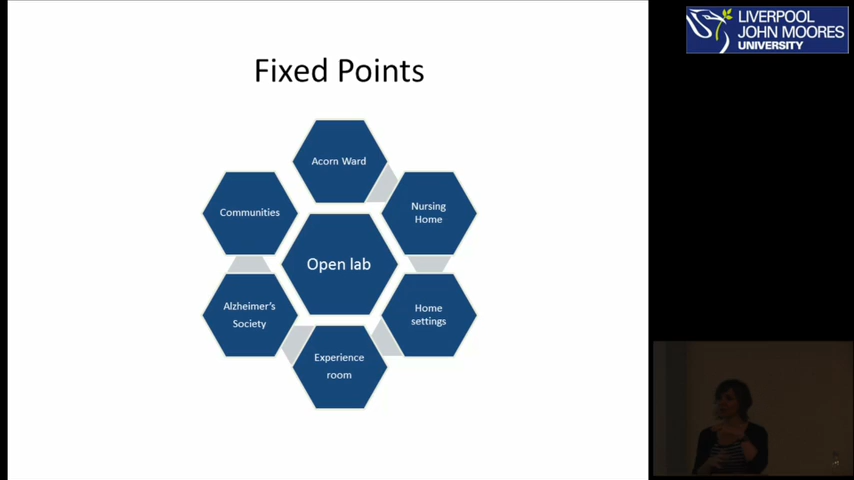 Fixed Points
Acorn Ward
Communities
Nursing
Home
Open lab
Alzheimer's
Society
Home
settings
Experience
room
LIVERPOOL
JOHN MOORES
UNIVERSITY